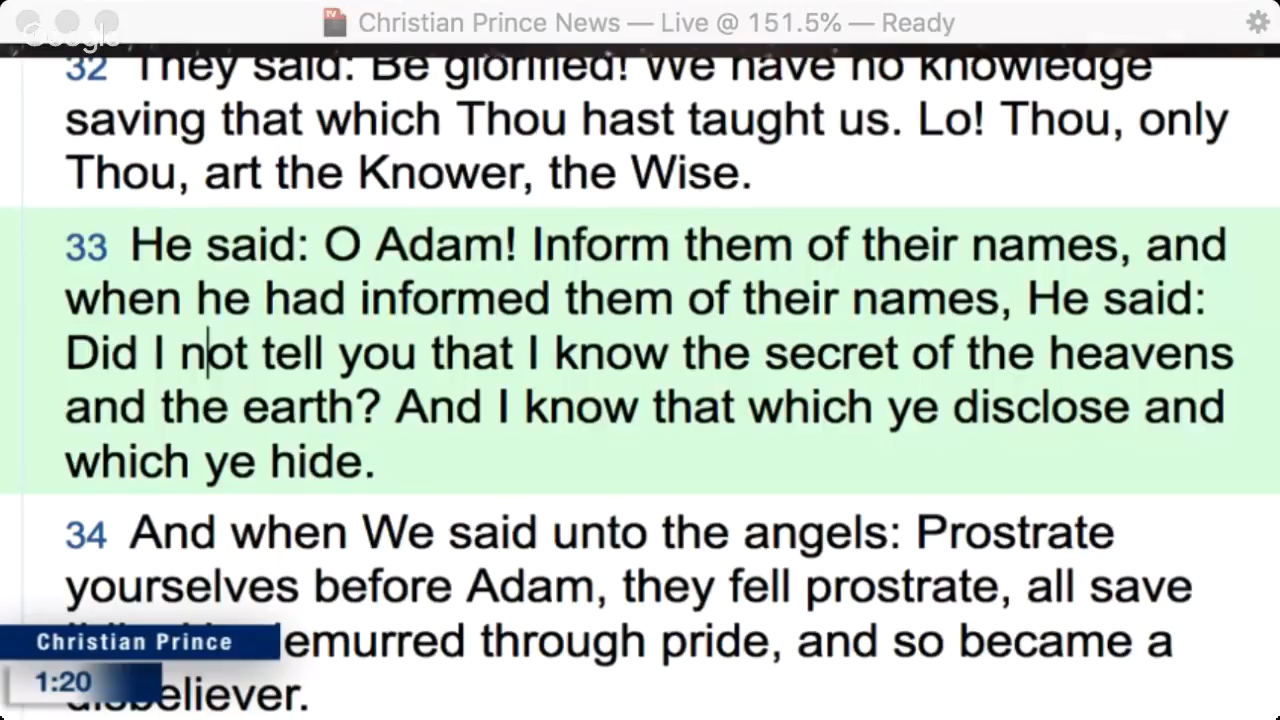 Christian Prince News — Live @ 151.5% — Ready
Google
32 They said: Be glorified! We have no knowledge
saving that which Thou hast taught us. Lo! Thou, only
Thou, art the Knower, the Wise.
33 He said: O Adam! Inform them of their names, and
when he had informed them of their names, He said:
Did I not tell you that I know the secret of the heavens
and the earth? And I know that which ye disclose and
which ye hide.
34 And when We said unto the angels: Prostrate
yourselves before Adam, they fell prostrate, all save
demurred through pride, and so became a
disbeliever.
Christian Prince
1:20